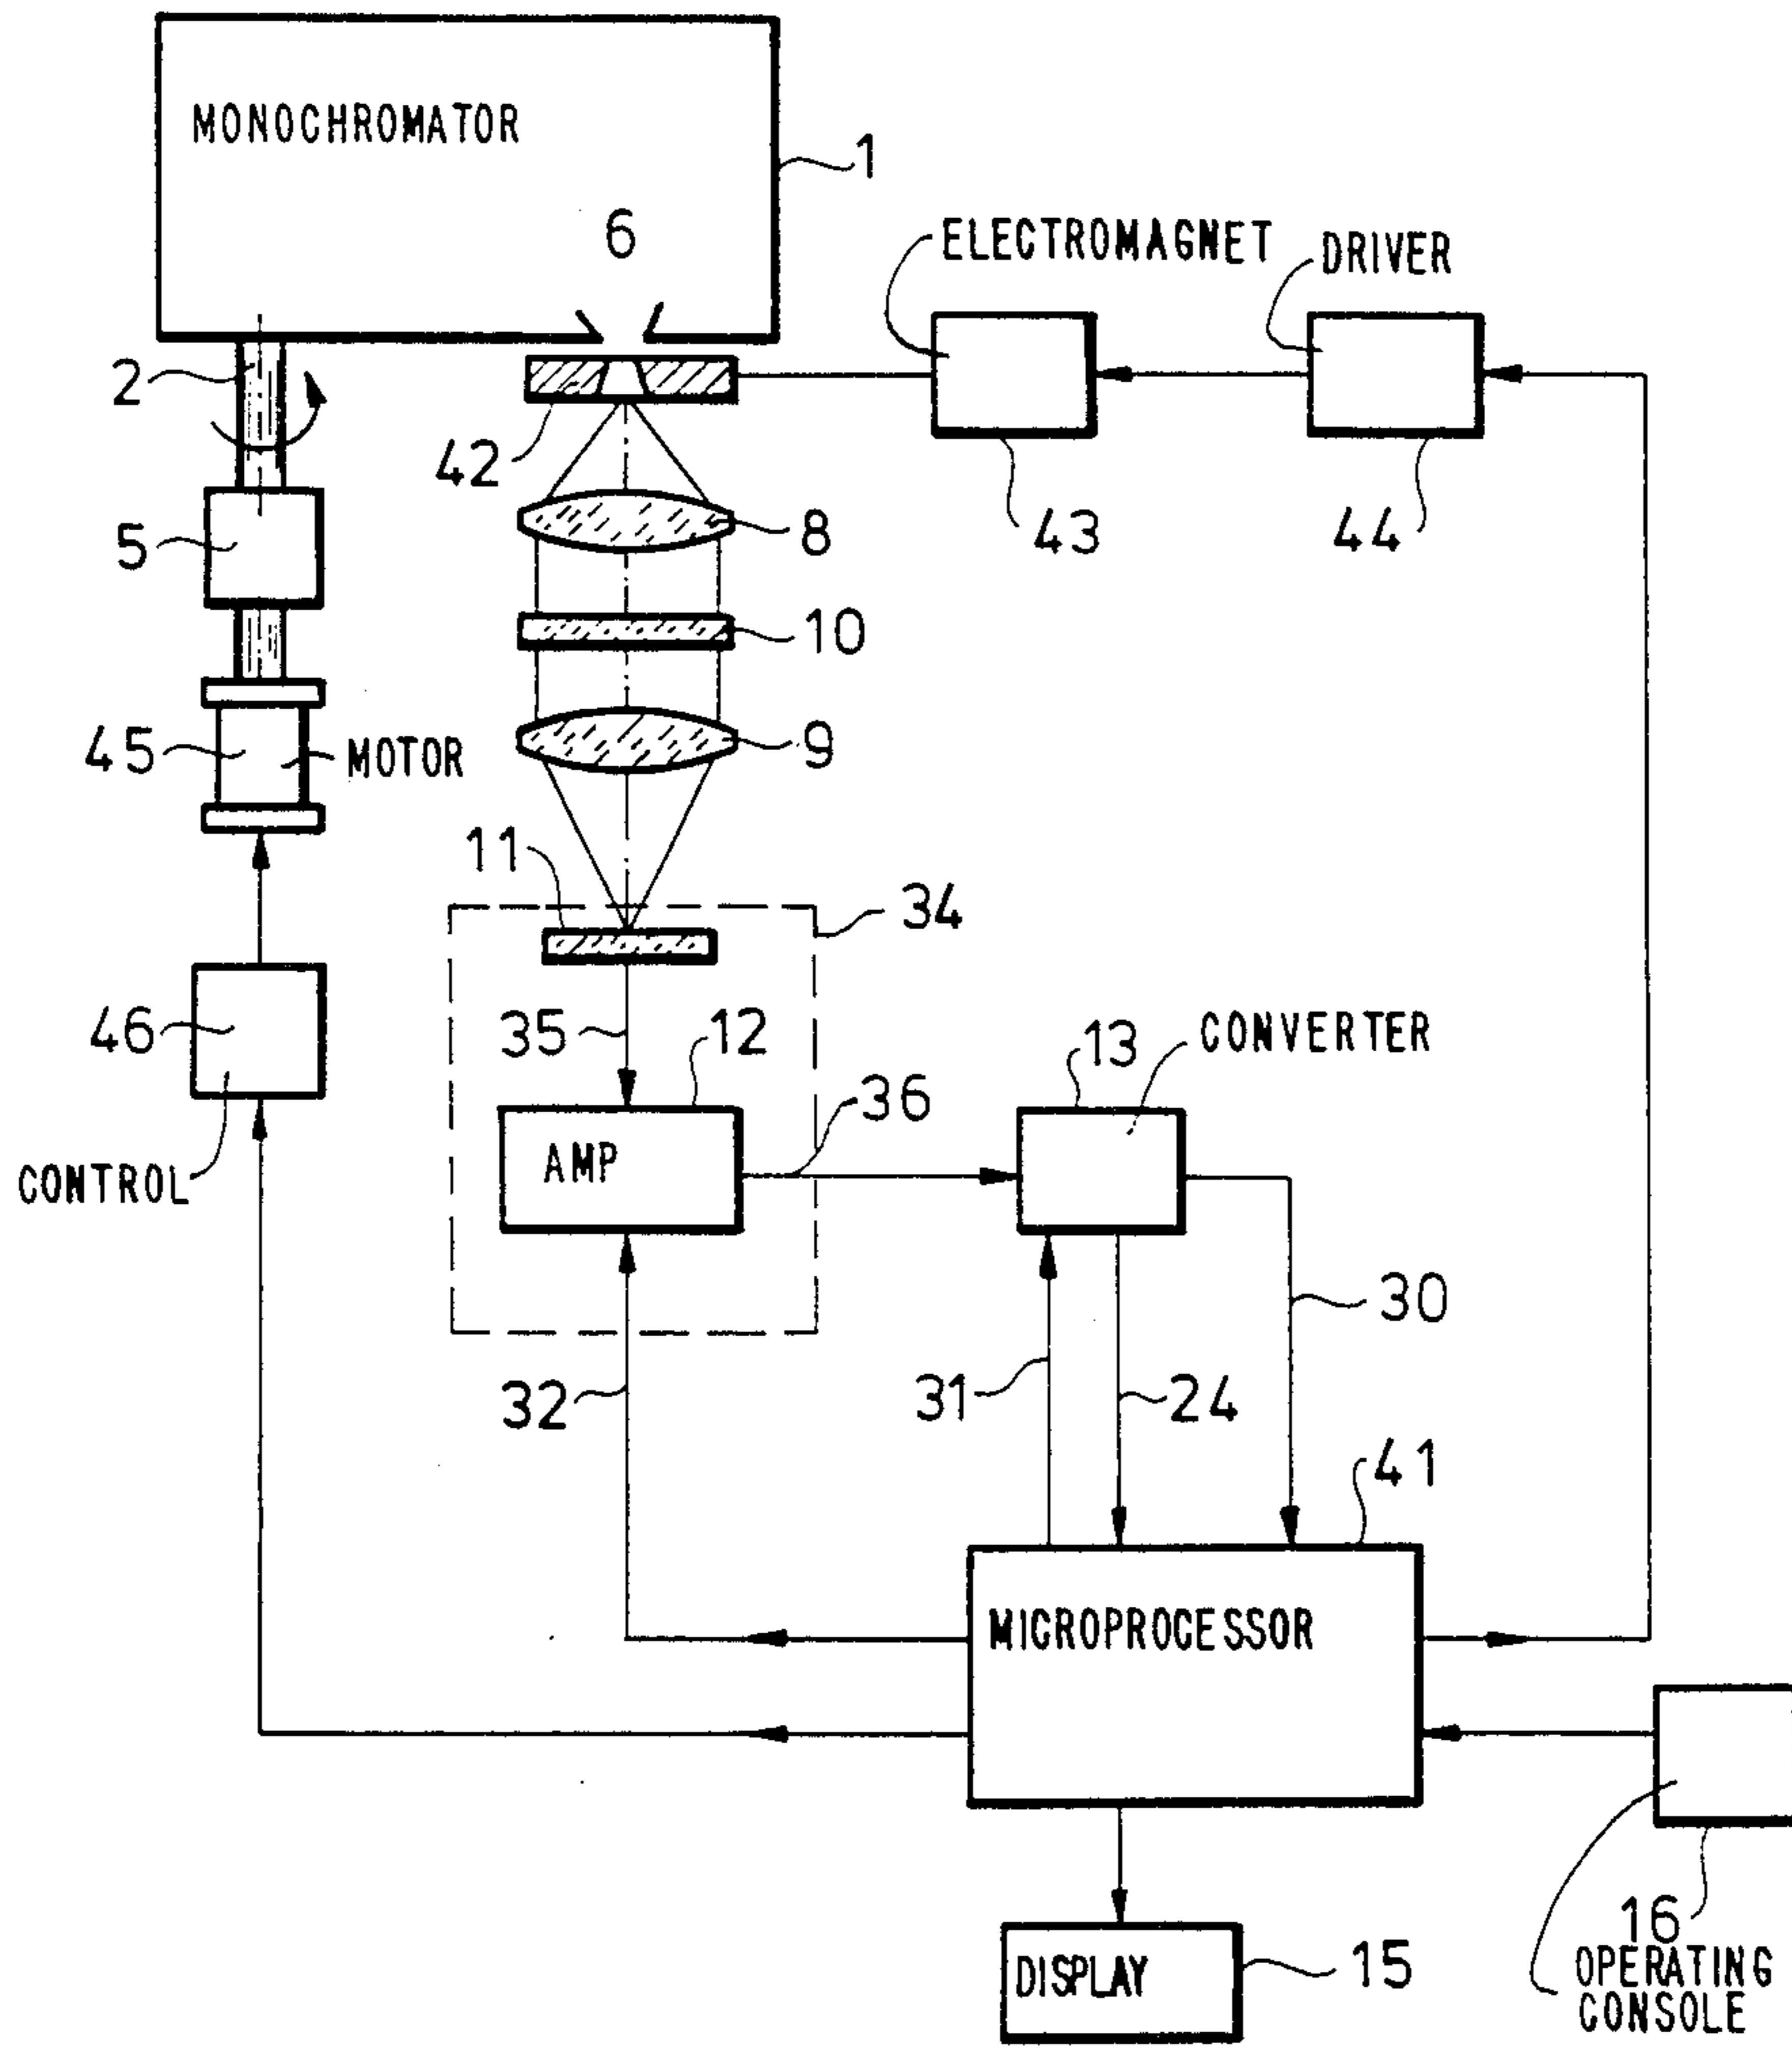 MONOCHROMATOR
1
6
ELECTROMAGNET
DRIVER
2
42
43
44
5
8
10
45
MOTOR
9
11
34
46
35
12
13
CONVERTER
36
AMP
CONTROL
30
32
31
24
41
MICROPROCESSOR
16
OPERATING
CONSOLE
DISPLAY
15